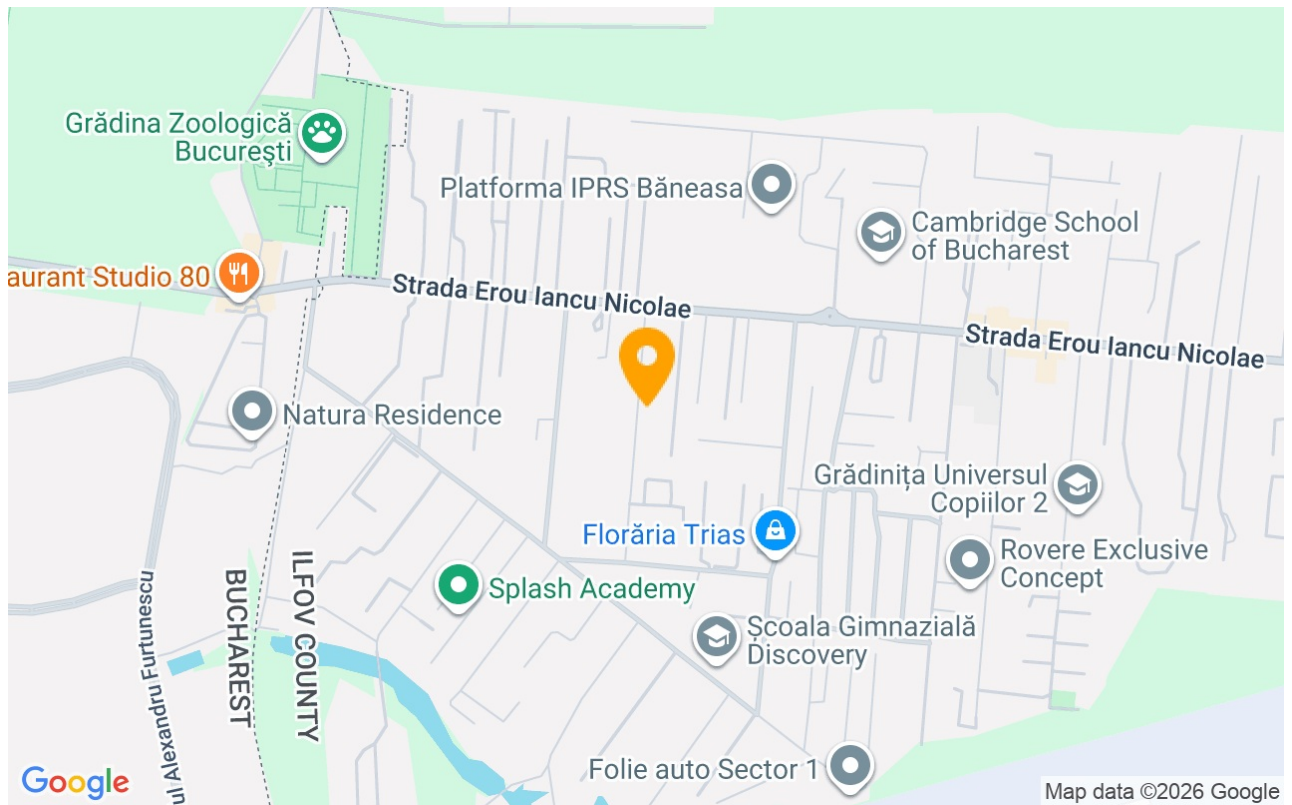 Grădina Zoologică
București
Platforma IPRS Băneasa
Cambridge School
of Bucharest
aurant Studio 80
Strada Erou Iancu Nicolae
Strada Erou Iancu Nicolae
Natura Residence
Grădinița Universul
Copiilor 2
Florăria Trias
Rovere Exclusive
Concept
Splash Academy
Școala Gimnazială
Discovery
BUCHAREST
ILFOV COUNTY
ul Alexandru Furtunescu
Folie auto Sector 1
Google
Map data ©2026 Google